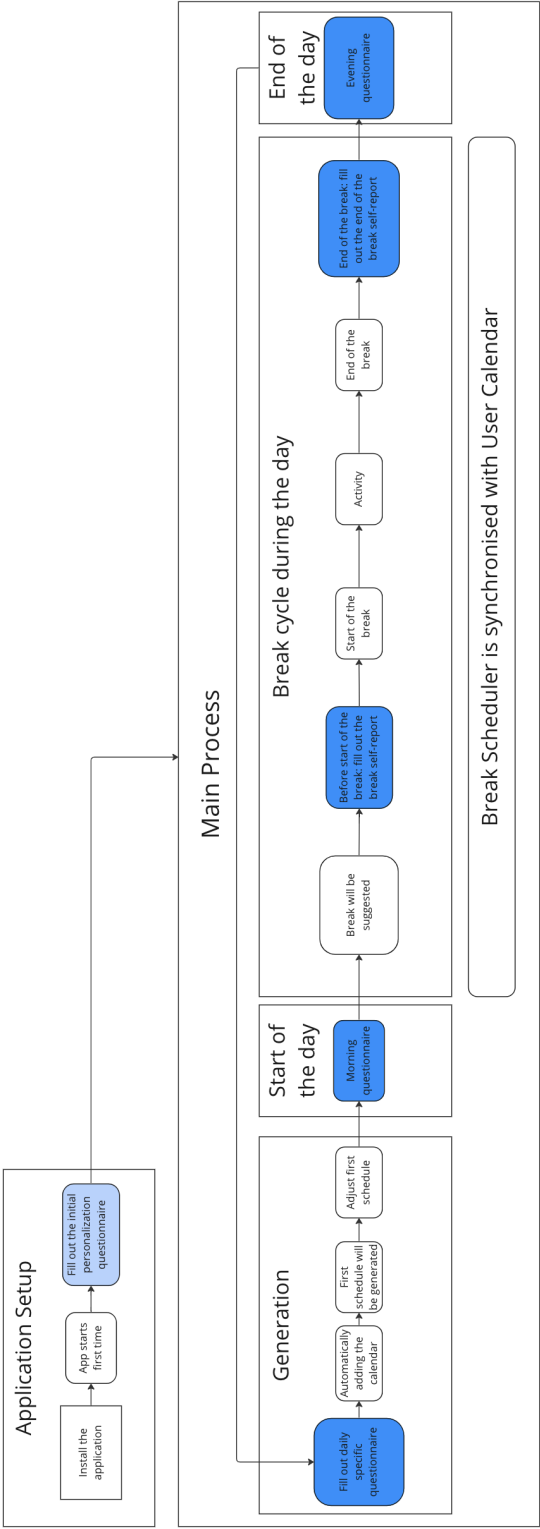 Application Setup
Install the
application
App starts
first time
Fill out the initial
personalization
questionnaire
Main Process
Generation
Fill out daily
specific
questionnaire
Automatically
adding the
calendar
First
schedule will
be generated
Adjust first
schedule
Start of
the day
Morning
questionnaire
Break cycle during the day
Break will be
suggested
Before start of the
break: fill out the
break self-report
Start of the
break
Activity
End of the
break
End of the break: fill
out the end of the
break self-report
End of
the day
Evening
questionnaire
Break Scheduler is synchronised with User Calendar